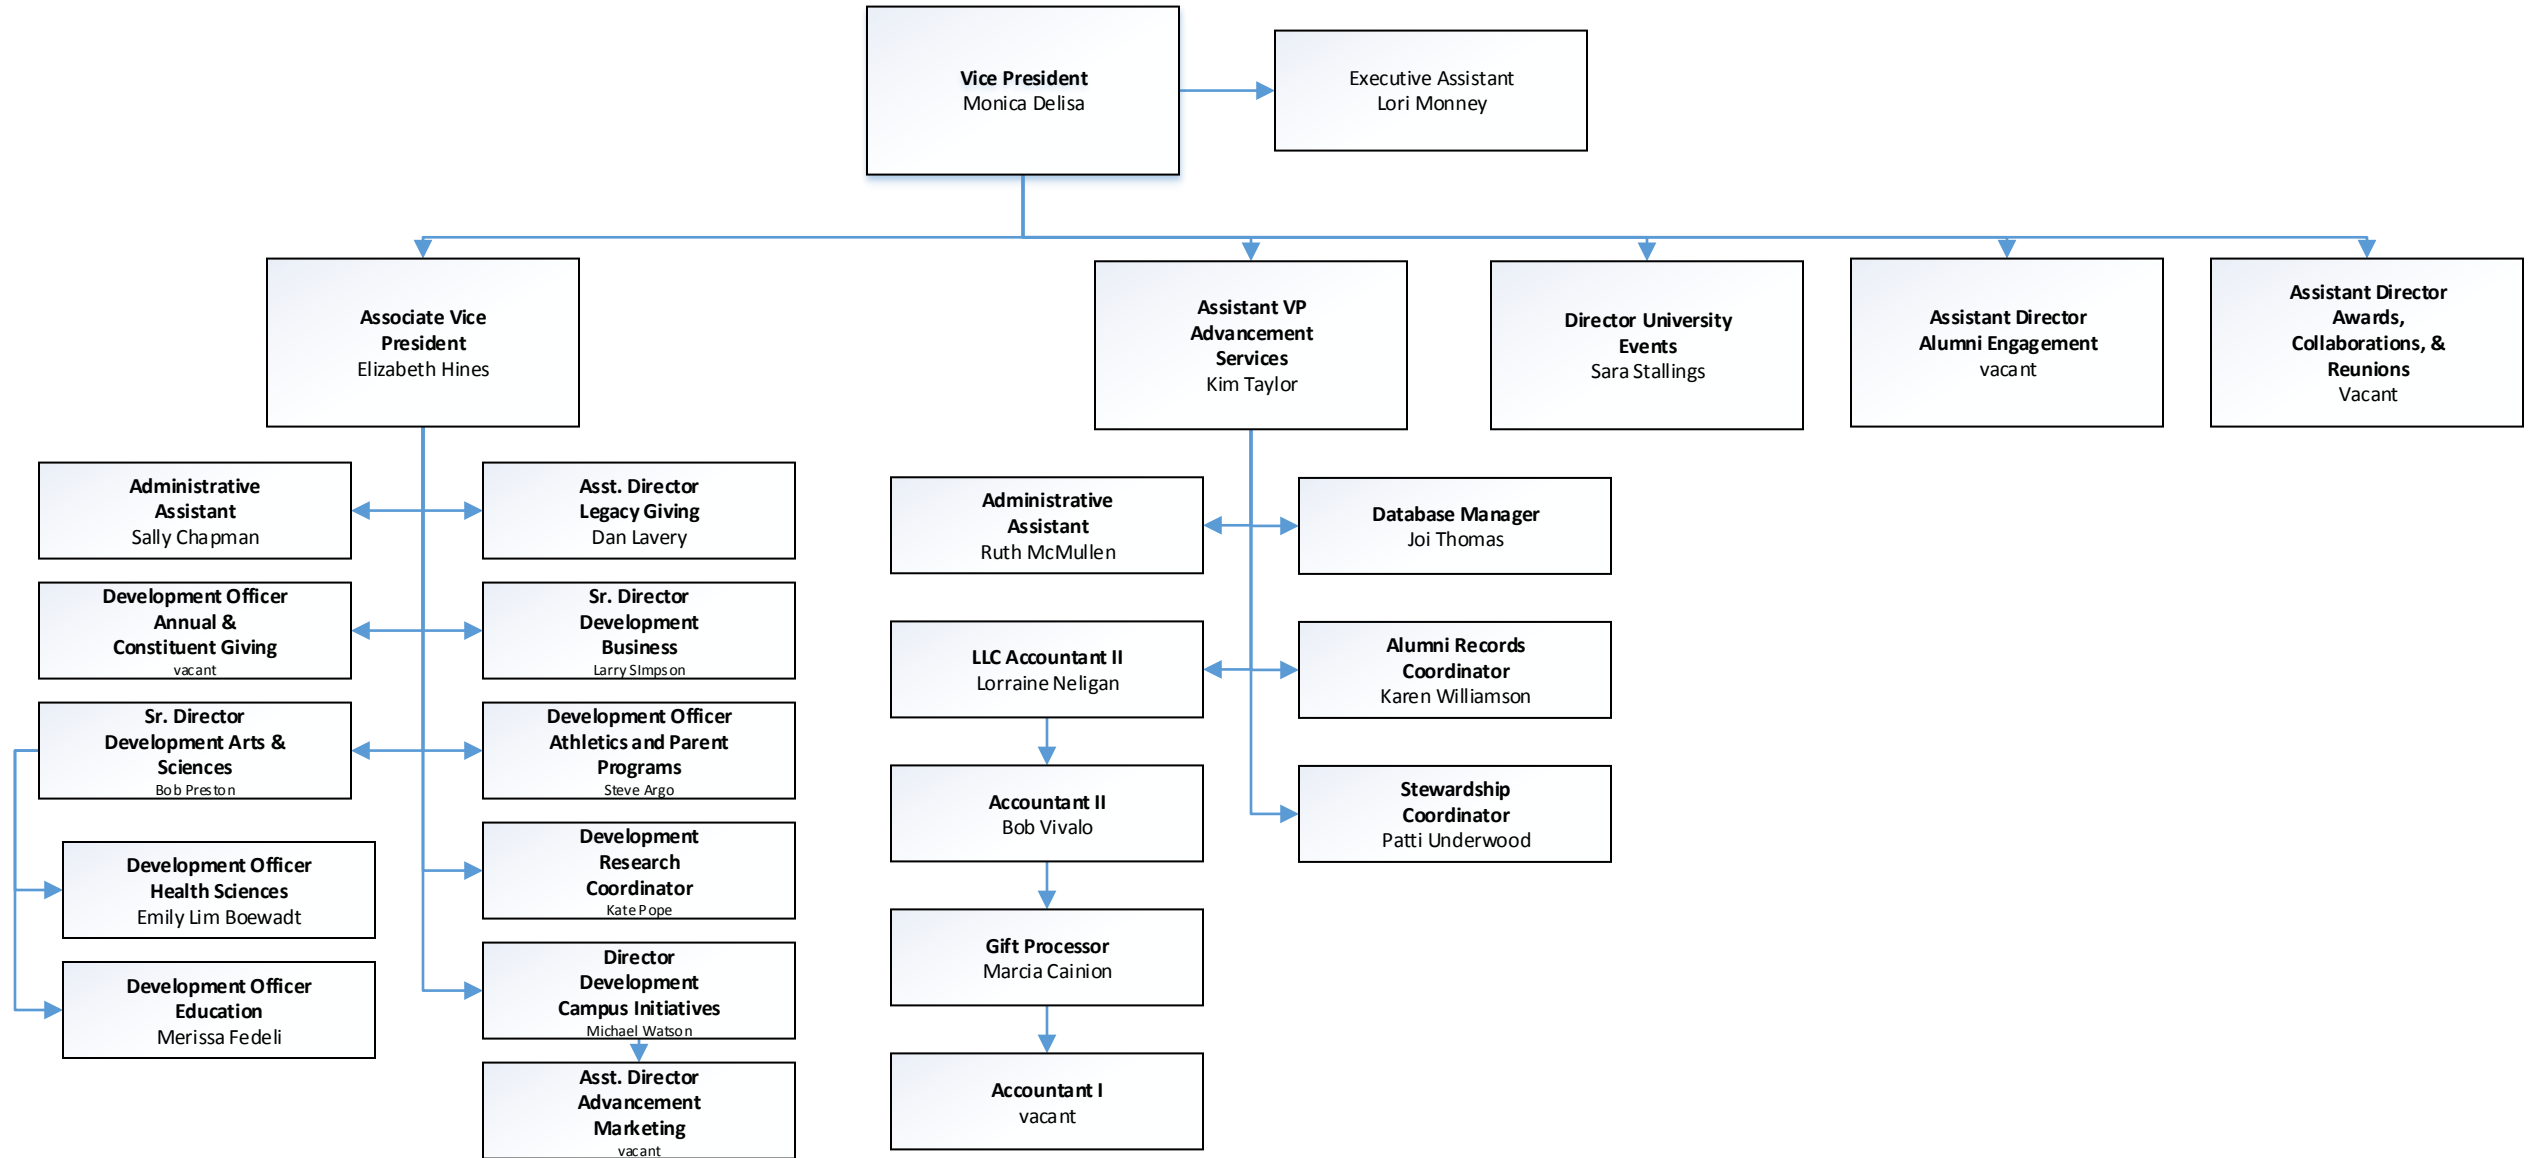 Vice President
Monica Delisa
Executive Assistant
Lori Monney
Associate Vice
President
Elizabeth Hines
Assistant VP
Advancement
Services
Kim Taylor
Director University
Events
Sara Stallings
Assistant Director
Alumni Engagement
vacant
Assistant Director
Awards,
Collaborations, &
Reunions
Vacant
Administrative
Assistant
Sally Chapman
Asst. Director
Legacy Giving
Dan Lavery
Development Officer
Annual &
Constituent Giving
vacant
Sr. Director
Development
Business
Larry SImpson
Sr. Director
Development Arts &
Sciences
Bob Preston
Development Officer
Athletics and Parent
Programs
Steve Argo
Development Officer
Health Sciences
Emily Lim Boewadt
Development
Research
Coordinator
Kate Pope
Development Officer
Education
Merissa Fedeli
Director
Development
Campus Initiatives
Michael Watson
Asst. Director
Advancement
Marketing
vacant
Administrative
Assistant
Ruth McMullen
Database Manager
Joi Thomas
LLC Accountant II
Lorraine Neligan
Alumni Records
Coordinator
Karen Williamson
Accountant II
Bob Vivalo
Stewardship
Coordinator
Patti Underwood
Gift Processor
Marcia Cainion
Accountant I
vacant